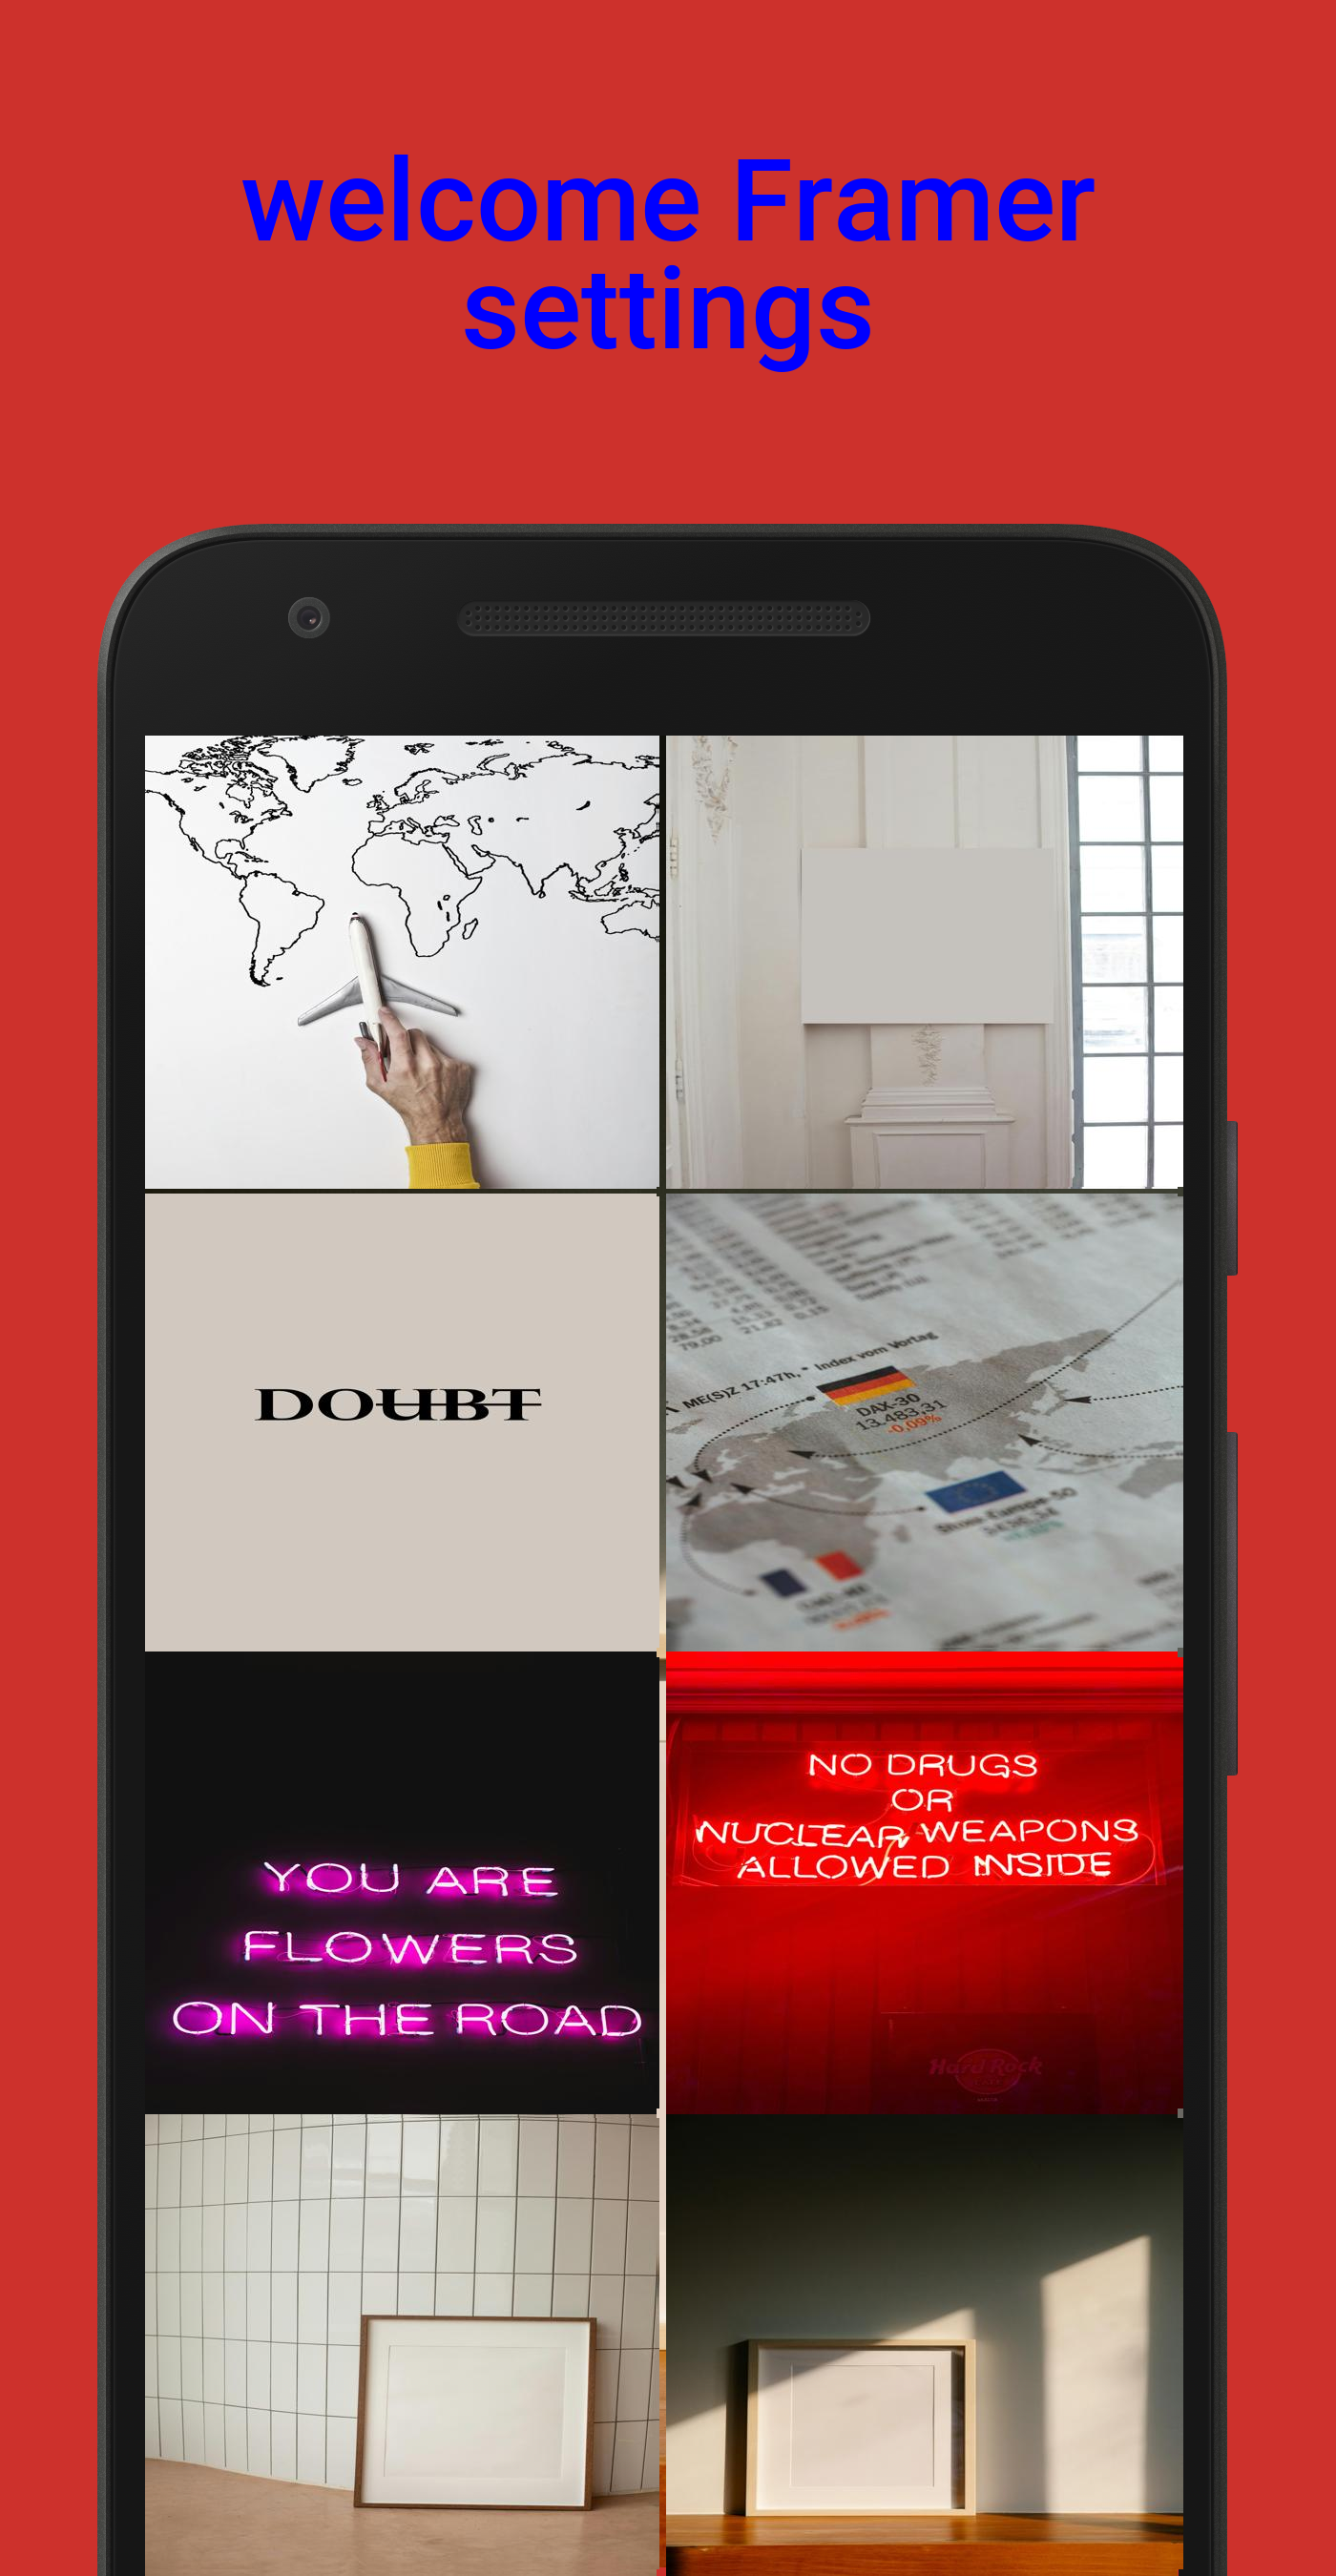 welcome Framer
settings
DOUBT
ME(S)Z 17:47h, * Index vom Vortag
DAX-30
13.483,31
-0,09%
YOU ARE
FLOWERS
ON THE ROAD
NO DRUGS
OR
NUCLEAR WEAPONS
ALLOWED INSIDE
Hard Rock